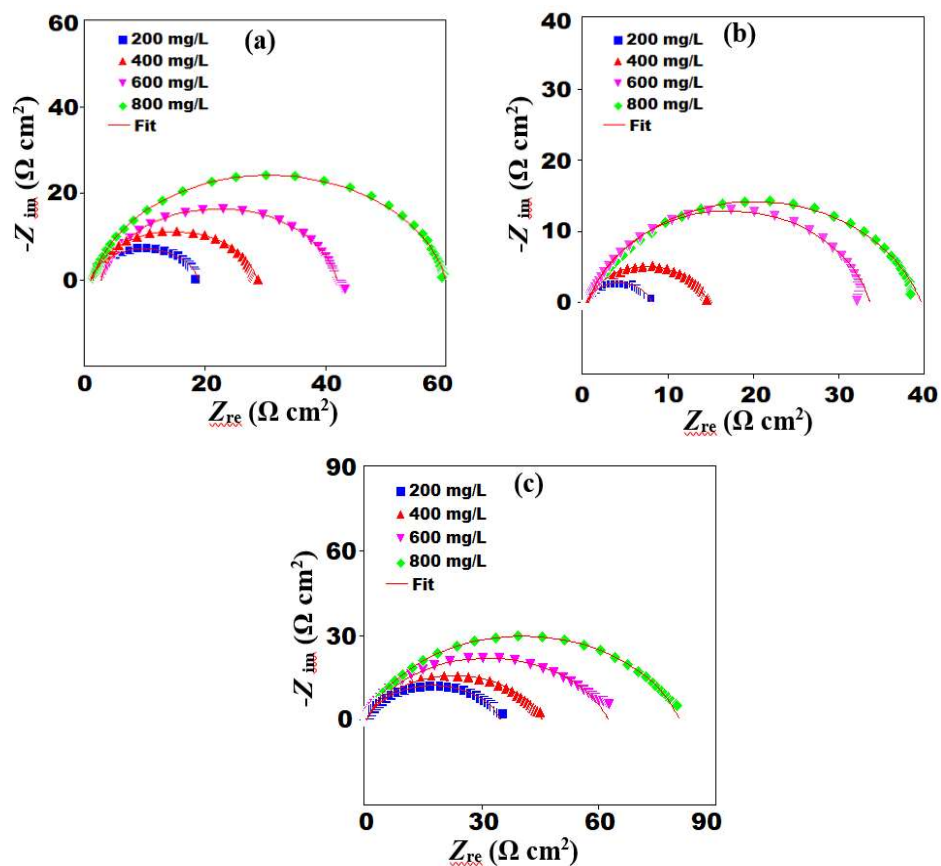 (a)
60
40
20
0
-Z im (Ω cm2)
200 mg/L
400 mg/L
600 mg/L
800 mg/L
Fit
0 20 40 60
Zre (Ω cm2)
(b)
40
30
20
10
0
-Z im (Ω cm2)
200 mg/L
400 mg/L
600 mg/L
800 mg/L
Fit
0 10 20 30 40
Zre (Ω cm2)
(c)
90
60
30
0
-Z im (Ω cm2)
200 mg/L
400 mg/L
600 mg/L
800 mg/L
Fit
0 30 60 90
Zre (Ω cm2)